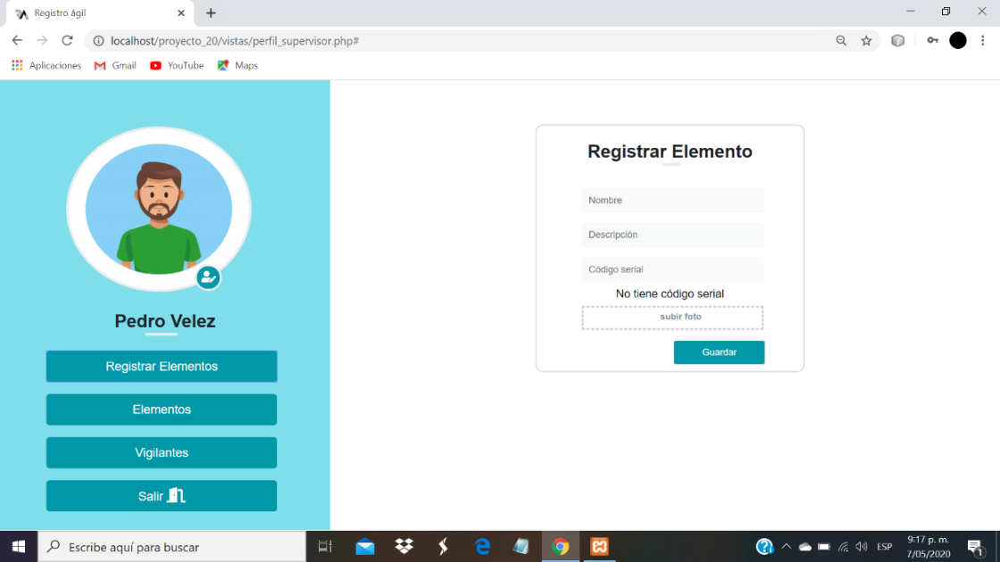 Registro ágil
localhost/proyecto_20/vistas/perfil_supervisor.php#
Aplicaciones Gmail YouTube Maps
Pedro Velez
Registrar Elementos
Elementos
Vigilantes
Salir
Registrar Elemento
Nombre
Descripción
Código serial
No tiene código serial
subir foto
Guardar
Escribe aquí para buscar
ESP
9:17 p. m.
7/05/2020
1